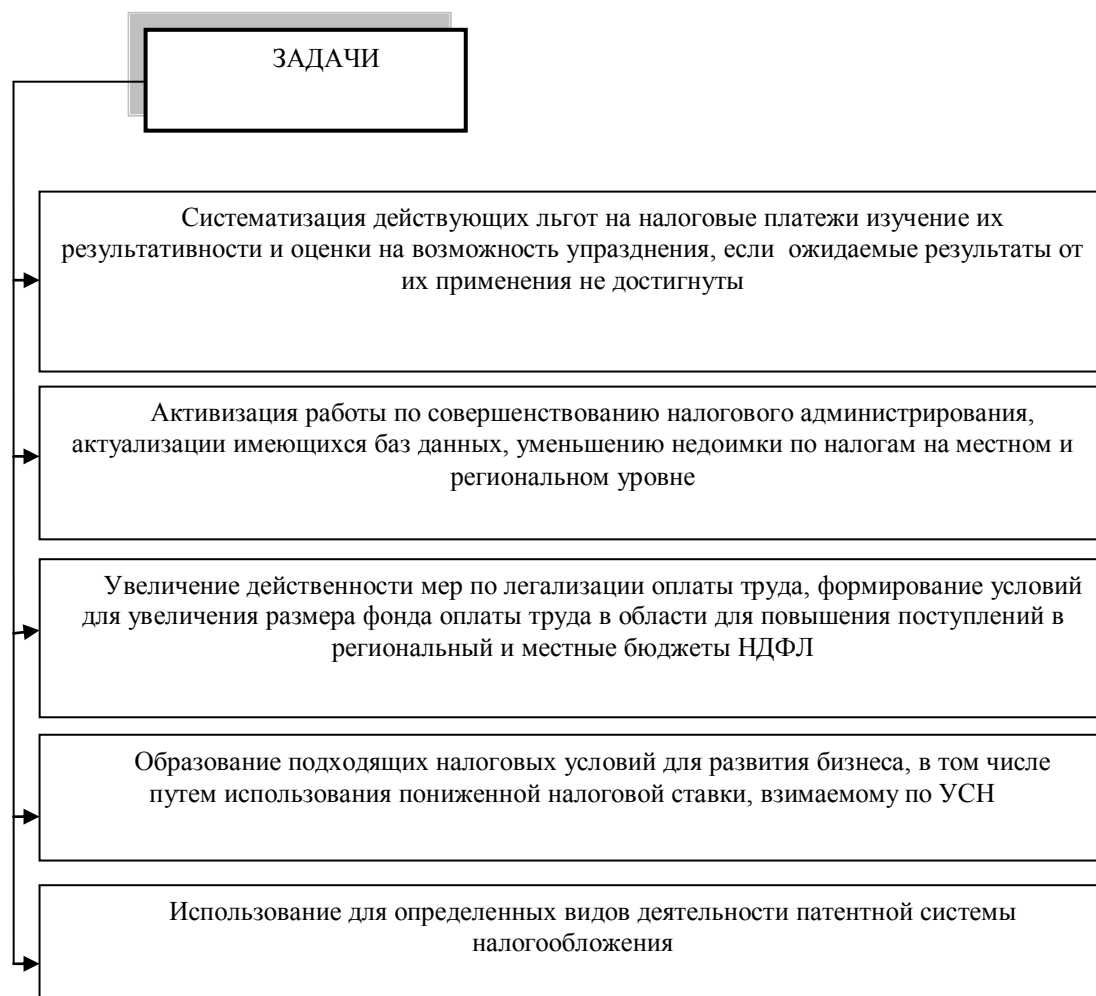 ЗАДАЧИ
Систематизация действующих льгот на налоговые платежи изучение их
результативности и оценки на возможность упразднения, если ожидаемые результаты от
их применения не достигнуты
Активизация работы по совершенствованию налогового администрирования,
актуализации имеющихся баз данных, уменьшению недоимки по налогам на местном и
региональном уровне
Увеличение действенности мер по легализации оплаты труда, формирование условий
для увеличения размера фонда оплаты труда в области для повышения поступлений в
региональный и местные бюджеты НДФЛ
Образование подходящих налоговых условий для развития бизнеса, в том числе
путем использования пониженной налоговой ставки, взимаемому по УСН
Использование для определенных видов деятельности патентной системы
налогообложения